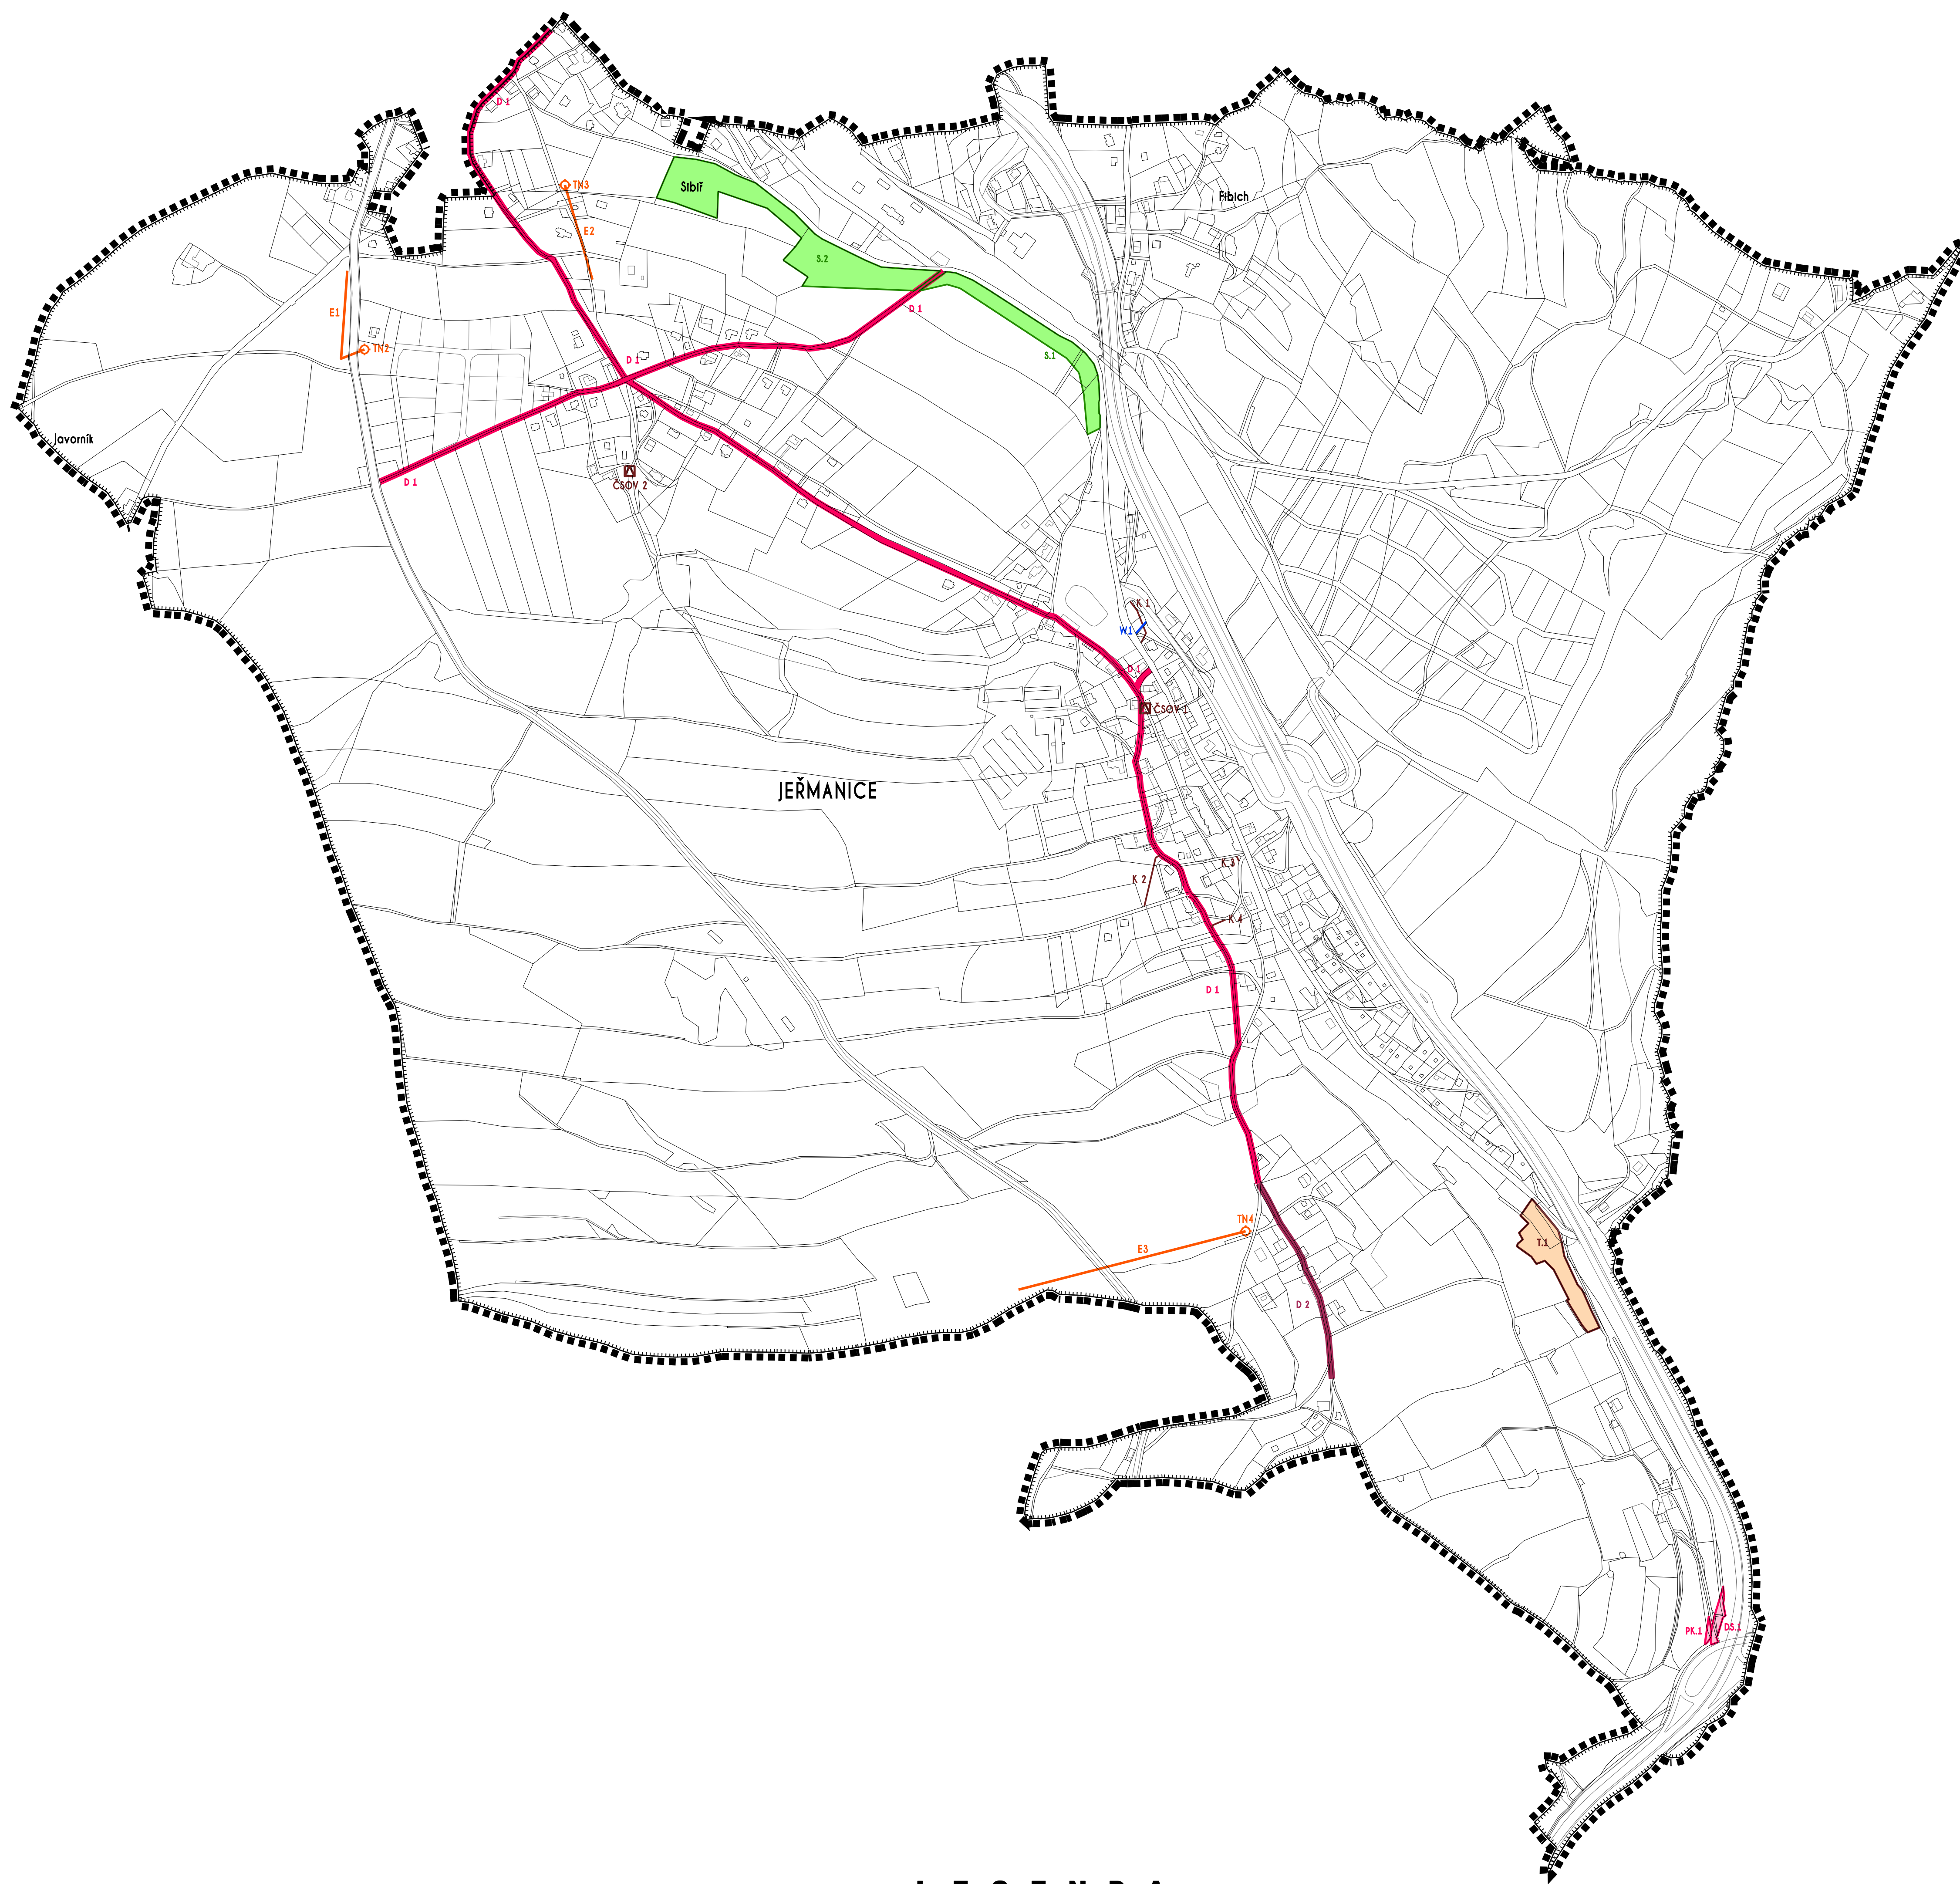 D 1
TN3
Sibiř
Fibich
E2
S.2
D 1
E1
TN2
D 1
S.1
Javorník
D 1
ČSOV 2
K 1
W.1
D 1
ČSOV 1
JEŘMANICE
K 3
K 2
K 4
D 1
TN4
E3
T.1
D 2
PK.1
DS.1
L E G E N D A